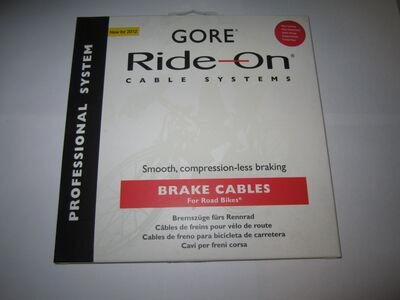 PROFESSIONAL SYSTEM
New for 2012
GORE®
Ride-On®
CABLE SYSTEMS
Smooth, compression-less braking
BRAKE CABLES
For Road Bikes*
Bremszüge fürs Rennrad
Câbles de freins pour vélo de route
Cables de freno para bicicleta de carretera
Cavi per freni corsa